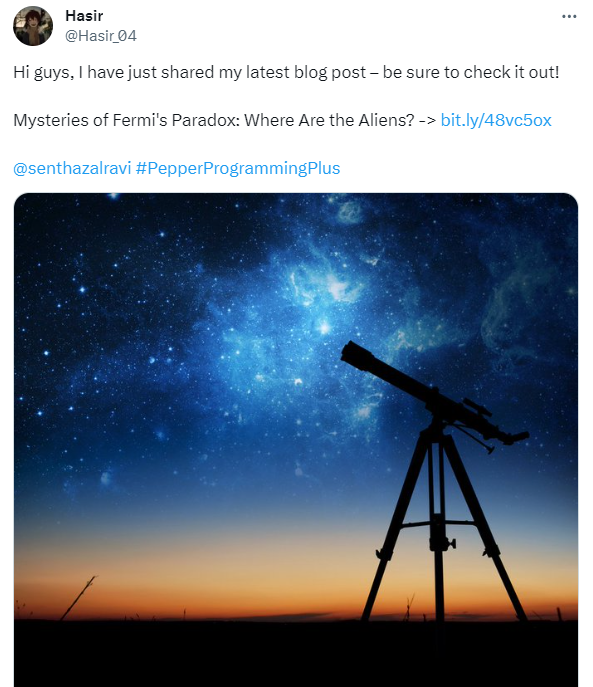 Hasir
@Hasir_04
Hi guys, I have just shared my latest blog post – be sure to check it out!
Mysteries of Fermi's Paradox: Where Are the Aliens? -> bit.ly/48vc5ox
@senthazalravi #PepperProgrammingPlus